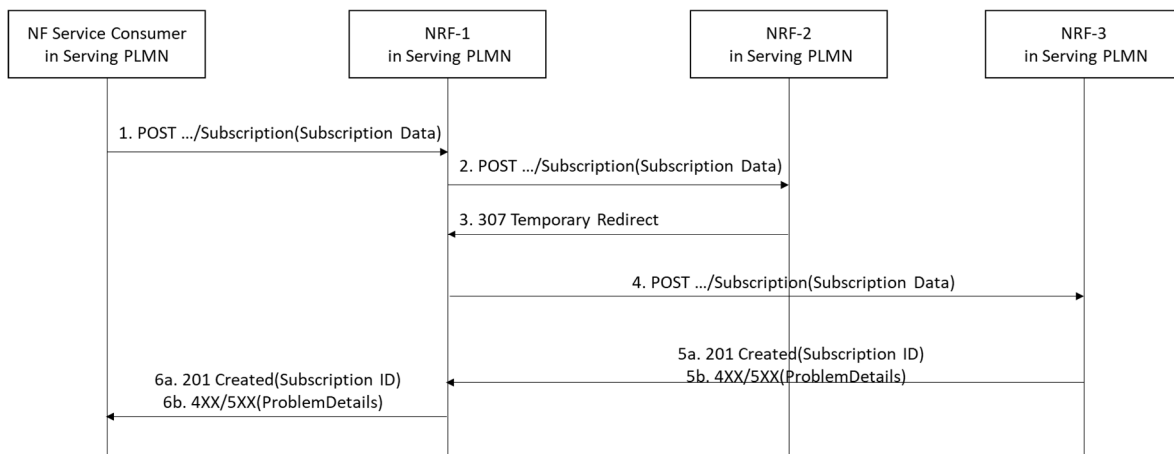 NF Service Consumer
in Serving PLMN
NRF-1
in Serving PLMN
NRF-2
in Serving PLMN
NRF-3
in Serving PLMN
1. POST .../Subscription(Subscription Data)
2. POST .../Subscription(Subscription Data)
3. 307 Temporary Redirect
4. POST .../Subscription(Subscription Data)
5a. 201 Created(Subscription ID)
5b. 4XX/5XX(ProblemDetails)
6a. 201 Created(Subscription ID)
6b. 4XX/5XX(ProblemDetails)